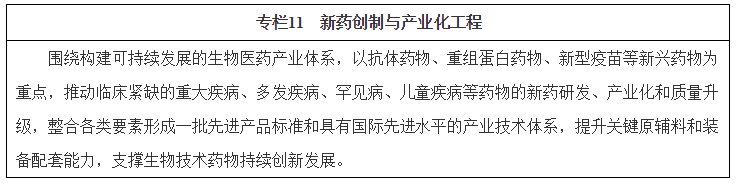 专栏11 新药创制与产业化工程
围绕构建可持续发展的生物医药产业体系，以抗体药物、重组蛋白药物、新型疫苗等新兴药物为
重点，推动临床紧缺的重大疾病、多发疾病、罕见病、儿童疾病等药物的新药研发、产业化和质量升
级，整合各类要素形成一批先进产品标准和具有国际先进水平的产业技术体系，提升关键原辅料和装
备配套能力，支撑生物技术药物持续创新发展。